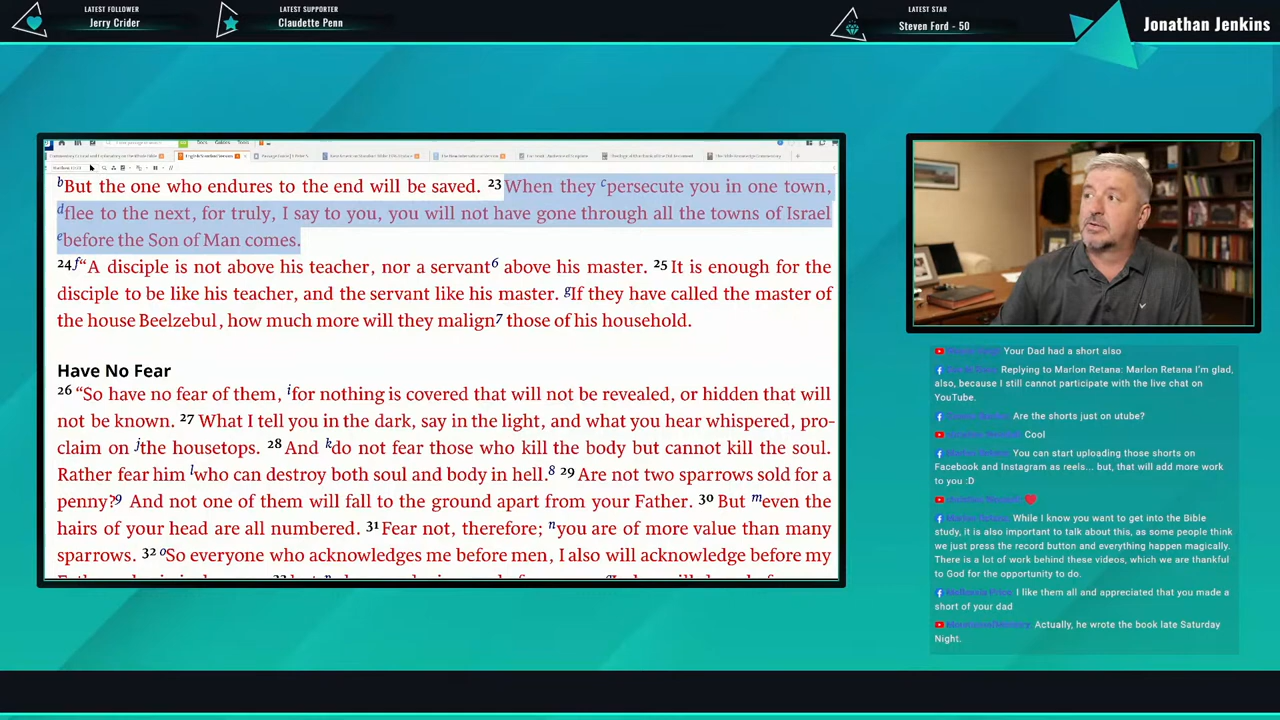 LATEST FOLLOWER
Jerry Crider
LATEST SUPPORTER
Claudette Penn
LATEST STAR
Steven Ford - 50
Jonathan Jenkins
bBut the one who endures to the end will be saved. 23 When they cpersecute you in one town,
dflee to the next, for truly, I say to you, you will not have gone through all the towns of Israel
ebefore the Son of Man comes.
24 f“A disciple is not above his teacher, nor a servant6 above his master. 25 It is enough for the
disciple to be like his teacher, and the servant like his master. gIf they have called the master of
the house Beelzebul, how much more will they malign7 those of his household.
Have No Fear
26 “So have no fear of them, ifor nothing is covered that will not be revealed, or hidden that will
not be known. 27 What I tell you in the dark, say in the light, and what you hear whispered, pro-
claim on jthe housetops. 28 And kdo not fear those who kill the body but cannot kill the soul.
Rather fear him lwho can destroy both soul and body in hell.8 29 Are not two sparrows sold for a
penny?9 And not one of them will fall to the ground apart from your Father. 30 But meven the
hairs of your head are all numbered. 31 Fear not, therefore; nyou are of more value than many
sparrows. 32 oSo everyone who acknowledges me before men, I also will acknowledge before my
Your Dad had a short also
Replying to Marlon Retana: Marlon Retana I'm glad,
also, because I still cannot participate with the live chat on
YouTube.
Are the shorts just on utube?
Cool
You can start uploading those shorts on
Facebook and Instagram as reels... but, that will add more work
to you :D
While I know you want to get into the Bible
study, it is also important to talk about this, as some people think
we just press the record button and everything happen magically.
There is a lot of work behind these videos, which we are thankful
to God for the opportunity to do.
I like them all and appreciated that you made a
short of your dad
Actually, he wrote the book late Saturday
Night.